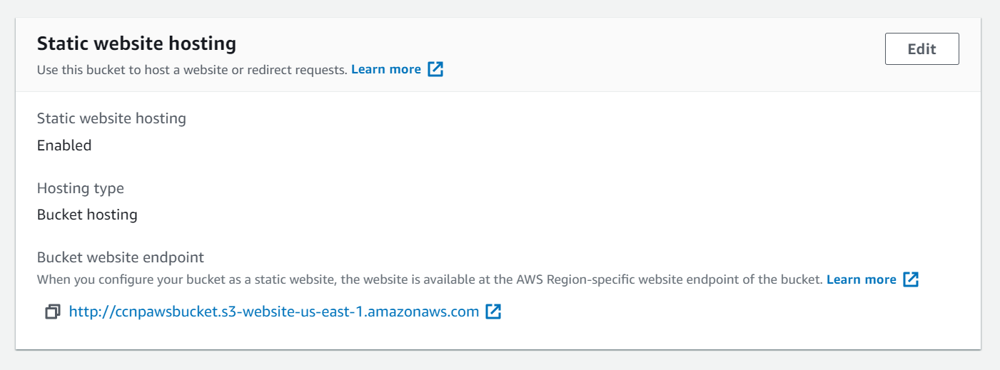 Static website hosting
Edit
Use this bucket to host a website or redirect requests. Learn more
Static website hosting
Enabled
Hosting type
Bucket hosting
Bucket website endpoint
When you configure your bucket as a static website, the website is available at the AWS Region-specific website endpoint of the bucket. Learn more
http://ccnpawsbucket.s3-website-us-east-1.amazonaws.com